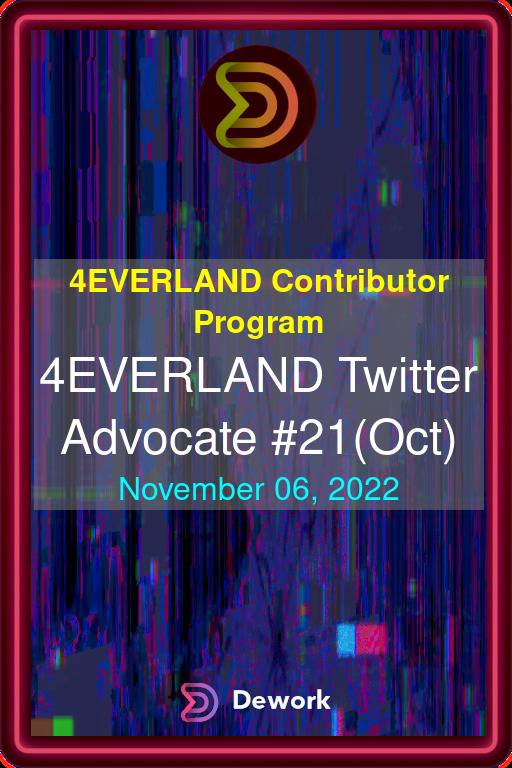 4EVERLAND Contributor
Program
4EVERLAND Twitter
Advocate #21(Oct)
November 06, 2022
Dework